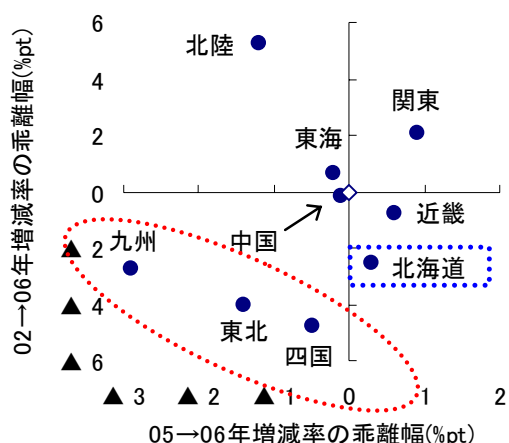 02→06年増減率の乖離幅(%pt)
6
4
2
0
▲ 2
▲ 4
▲ 6
北陸
関東
東海
近畿
中国
九州
北海道
東北
四国
▲ 3
▲ 2
▲ 1
0
1
2
05→06年増減率の乖離幅(%pt)